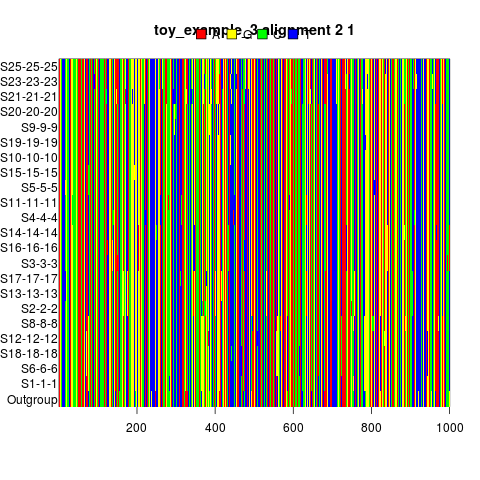 toy_example_3 alignment 2 1
A G C T
S25-25-25
S23-23-23
S21-21-21
S20-20-20
S9-9-9
S19-19-19
S10-10-10
S15-15-15
S5-5-5
S11-11-11
S4-4-4
S14-14-14
S16-16-16
S3-3-3
S17-17-17
S13-13-13
S2-2-2
S8-8-8
S12-12-12
S18-18-18
S6-6-6
S1-1-1
Outgroup
200 400 600 800 1000